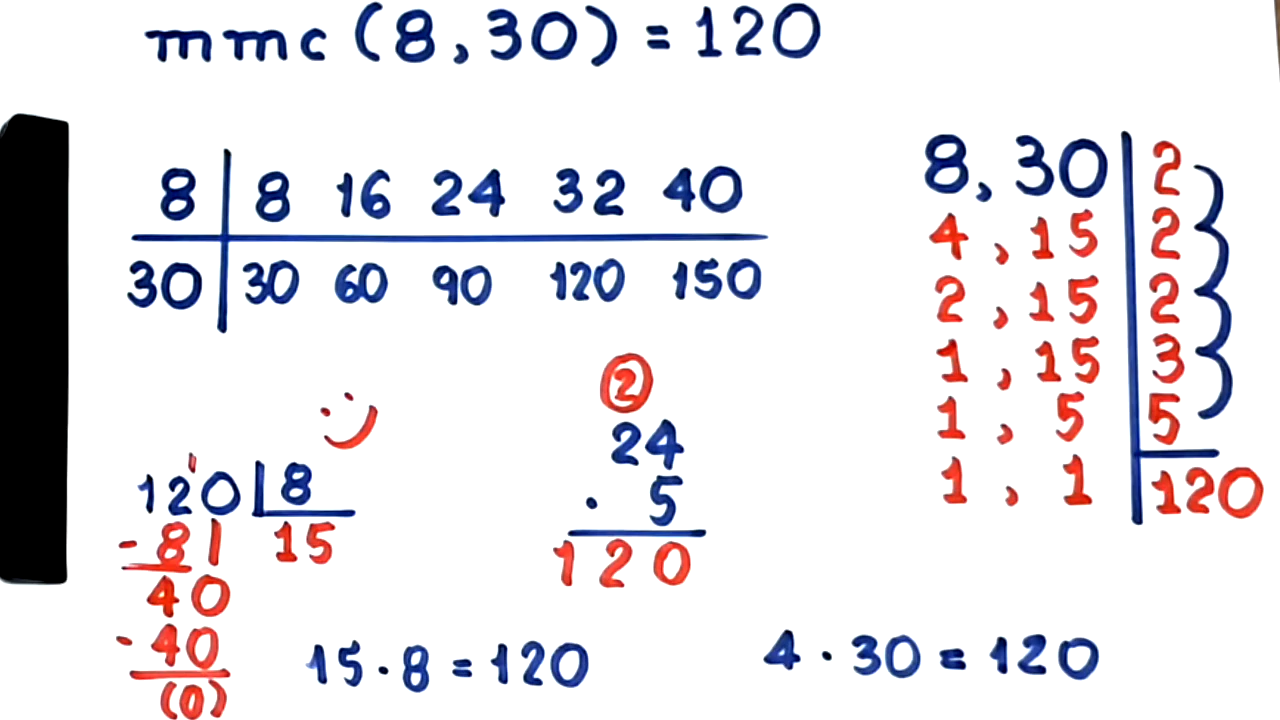 mmc (8,30) = 120
8 | 8 16 24 32 40
30 | 30 60 90 120 150
8, 30 | 2
4, 15 | 2
2, 15 | 2
1, 15 | 3
1, 5 | 5
1, 1 | 120
1
120 | 8
- 8 15
40
- 40
(0)
2
24
. 5
120
15 · 8 = 120
4 · 30 = 120